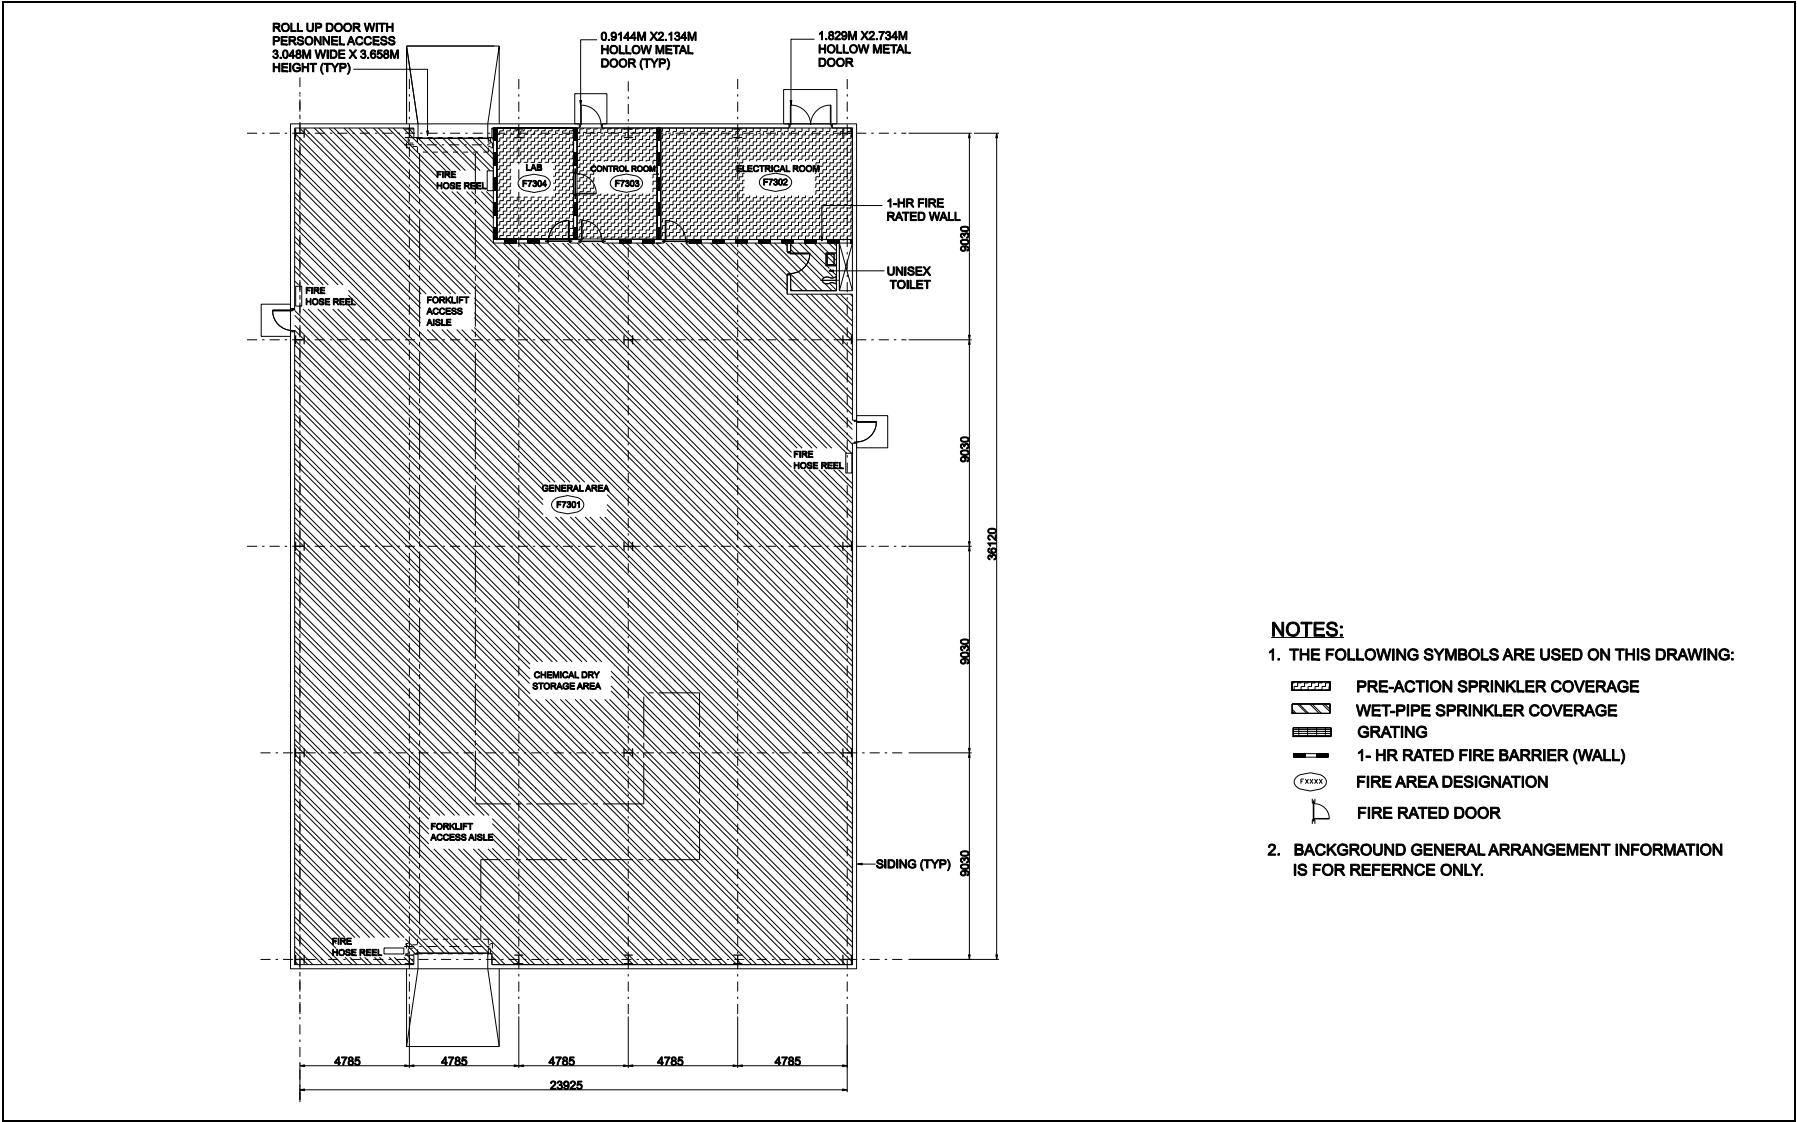 ROLL UP DOOR WITH
PERSONNEL ACCESS
3.048M WIDE X 3.658M
HEIGHT (TYP)
0.9144M X2.134M
HOLLOW METAL
DOOR (TYP)
1.829M X2.734M
HOLLOW METAL
DOOR
FIRE
HOSE REEL
LAB
F7304
CONTROL ROOM
F7303
ELECTRICAL ROOM
F7302
1-HR FIRE
RATED WALL
9030
UNISEX
TOILET
FIRE
HOSE REEL
FORKLIFT
ACCESS
AISLE
FIRE
HOSE REEL
9030
GENERAL AREA
F7301
36120
CHEMICAL DRY
STORAGE AREA
9030
FORKLIFT
ACCESS AISLE
SIDING (TYP)
9030
FIRE
HOSE REEL
4785
4785
4785
4785
4785
23925
NOTES:
1. THE FOLLOWING SYMBOLS ARE USED ON THIS DRAWING:
PRE-ACTION SPRINKLER COVERAGE
WET-PIPE SPRINKLER COVERAGE
GRATING
1- HR RATED FIRE BARRIER (WALL)
FXXXX FIRE AREA DESIGNATION
FIRE RATED DOOR
2. BACKGROUND GENERAL ARRANGEMENT INFORMATION
IS FOR REFERNCE ONLY.